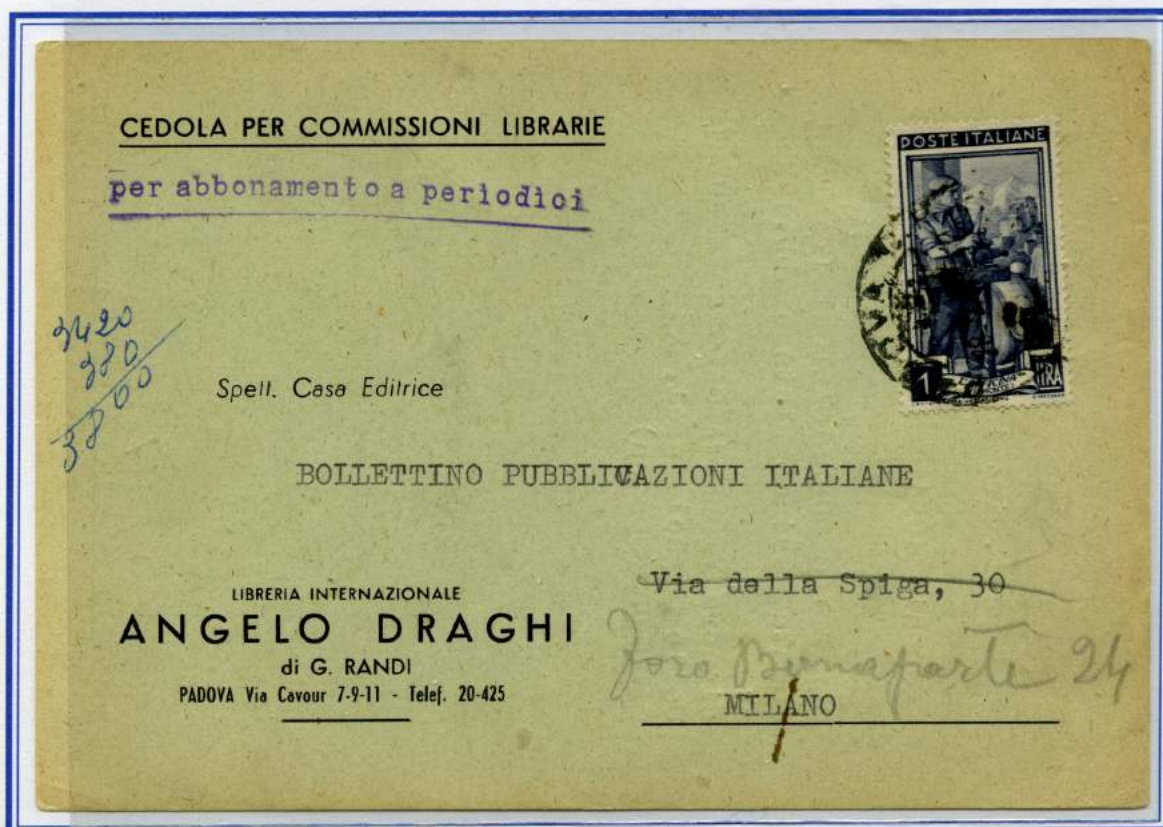 CEDOLA PER COMMISSIONI LIBRARIE
per abbonamento a periodici
POSTE ITALIANE
1 LIRA
3420
380
3800
Spett. Casa Editrice
BOLLETTINO PUBBLICAZIONI ITALIANE
Via della Spiga, 30
Foro Bonaparte 24
MILANO
LIBRERIA INTERNAZIONALE
ANGELO DRAGHI
di G. RANDI
PADOVA Via Cavour 7-9-11 - Telef. 20-425